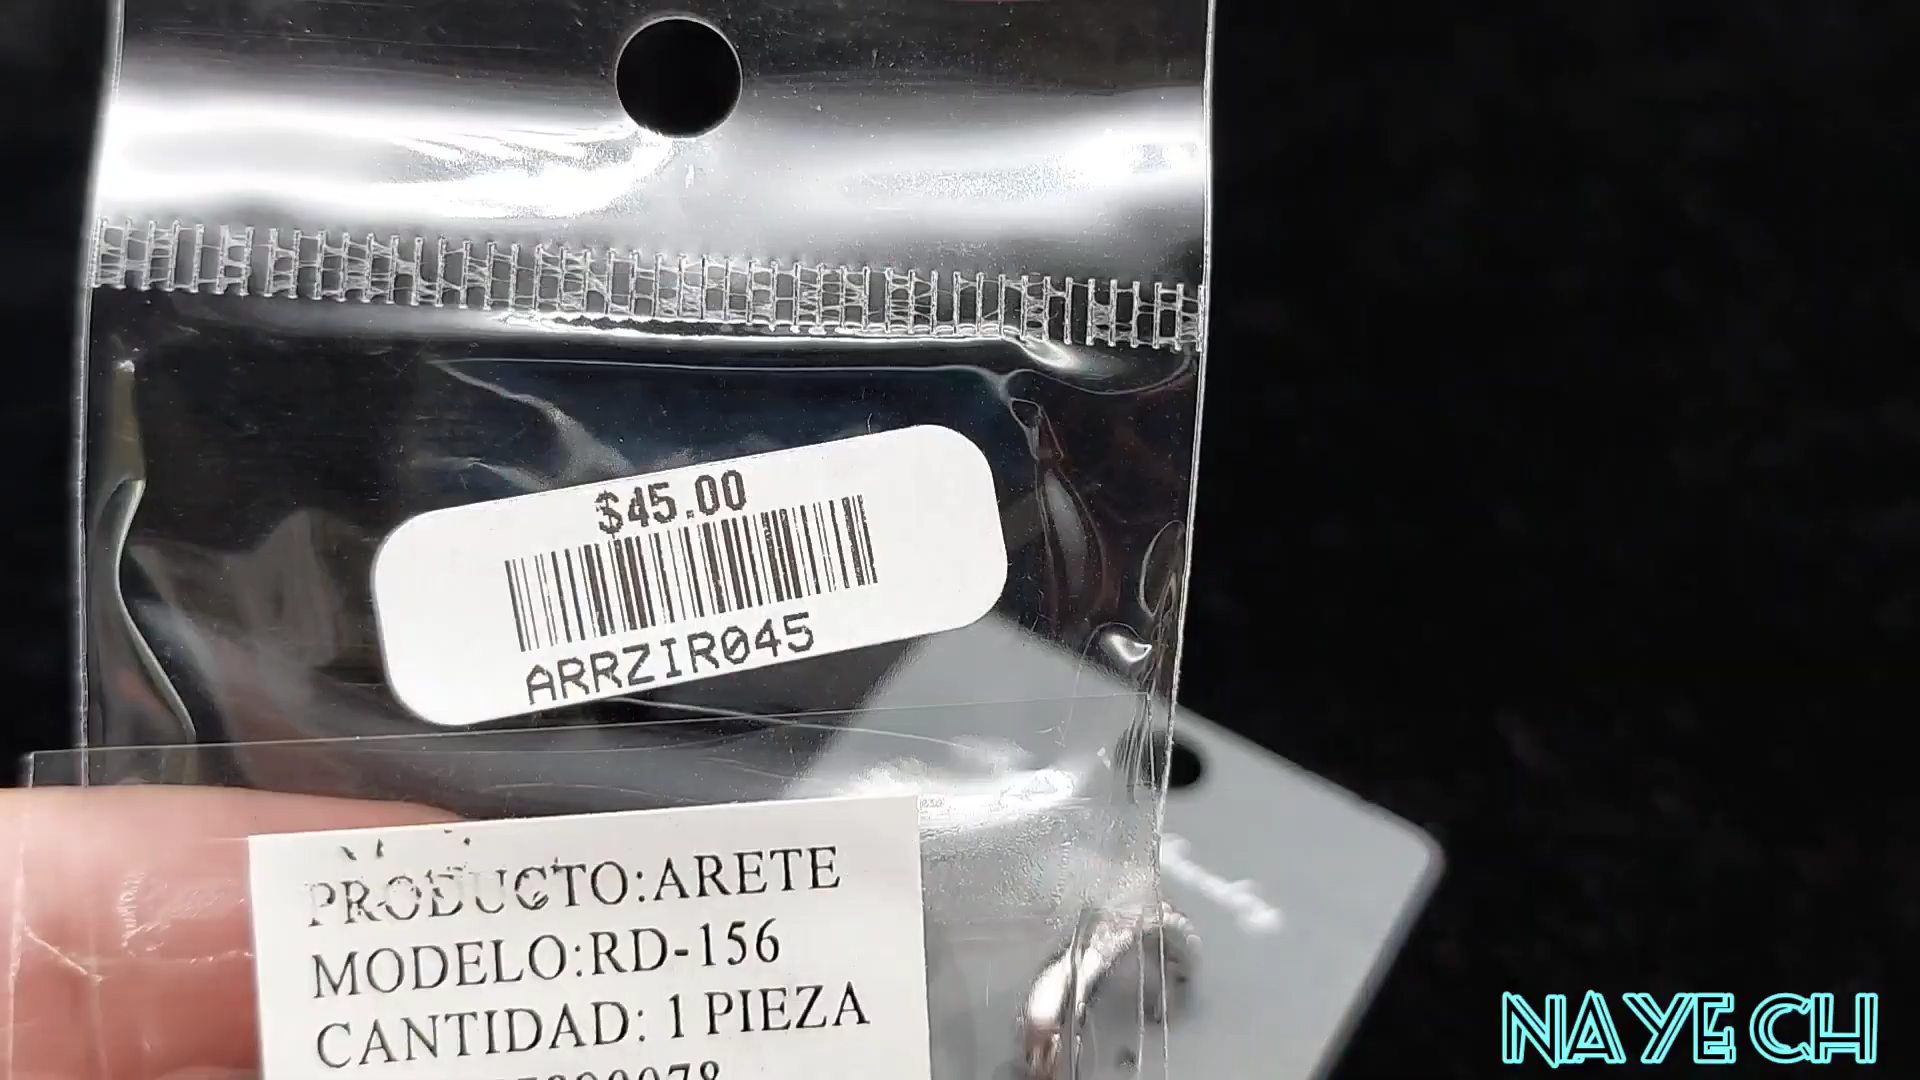 $45.00
ARRZIR045
PRODUCTO:ARETE
MODELO:RD-156
CANTIDAD: 1 PIEZA
NAYE CH